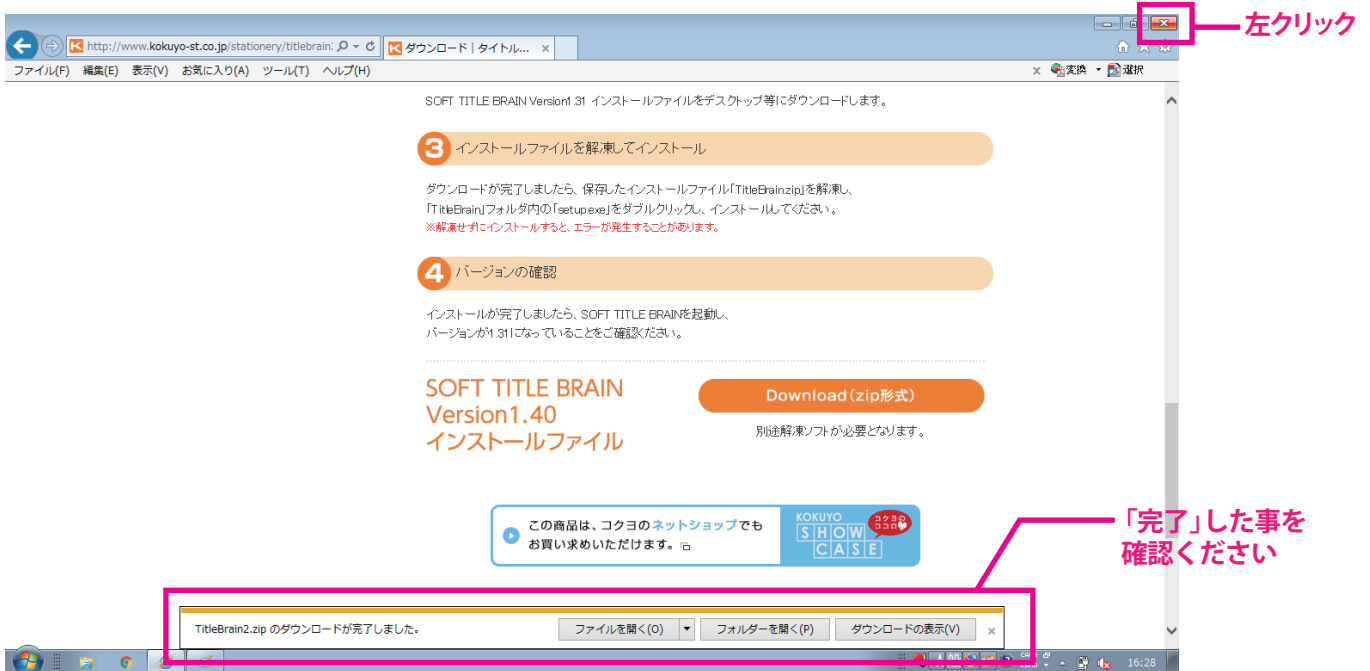 左クリック
http://www.kokuyo-st.co.jp/stationery/titlebrain.
ダウンロード | タイトル...
ファイル(F) 編集(E) 表示(V) お気に入り(A) ツール(T) ヘルプ(H)
変換 選択
SOFT TITLE BRAIN Version1.31 インストールファイルをデスクトップ等にダウンロードします。
3 インストールファイルを解凍してインストール
ダウンロードが完了しましたら、保存したインストールファイル「TitleBrain.zip」を解凍し、
「TitleBrain」フォルダ内の「setup.exe」をダブルクリックし、インストールしてください。
※解凍せずにインストールすると、エラーが発生することがあります。
4 バージョンの確認
インストールが完了しましたら、SOFT TITLE BRAINを起動し、
バージョンが1.31になっていることをご確認ください。
SOFT TITLE BRAIN
Version1.40
インストールファイル
Download(zip形式)
別途解凍ソフトが必要となります。
この商品は、コクヨのネットショップでも
お買い求めいただけます。
KOKUYO
SHOW
CASE
コクヨの
ココロ
「完了」した事を
確認ください
TitleBrain2.zip のダウンロードが完了しました。
ファイルを開く(O)
フォルダーを開く(P)
ダウンロードの表示(V)
16:28